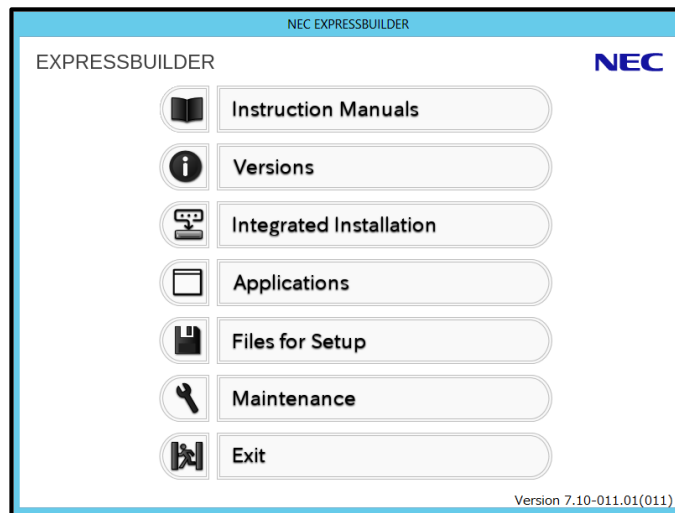 NEC EXPRESSBUILDER
EXPRESSBUILDER
NEC
Instruction Manuals
Versions
Integrated Installation
Applications
Files for Setup
Maintenance
Exit
Version 7.10-011.01(011)